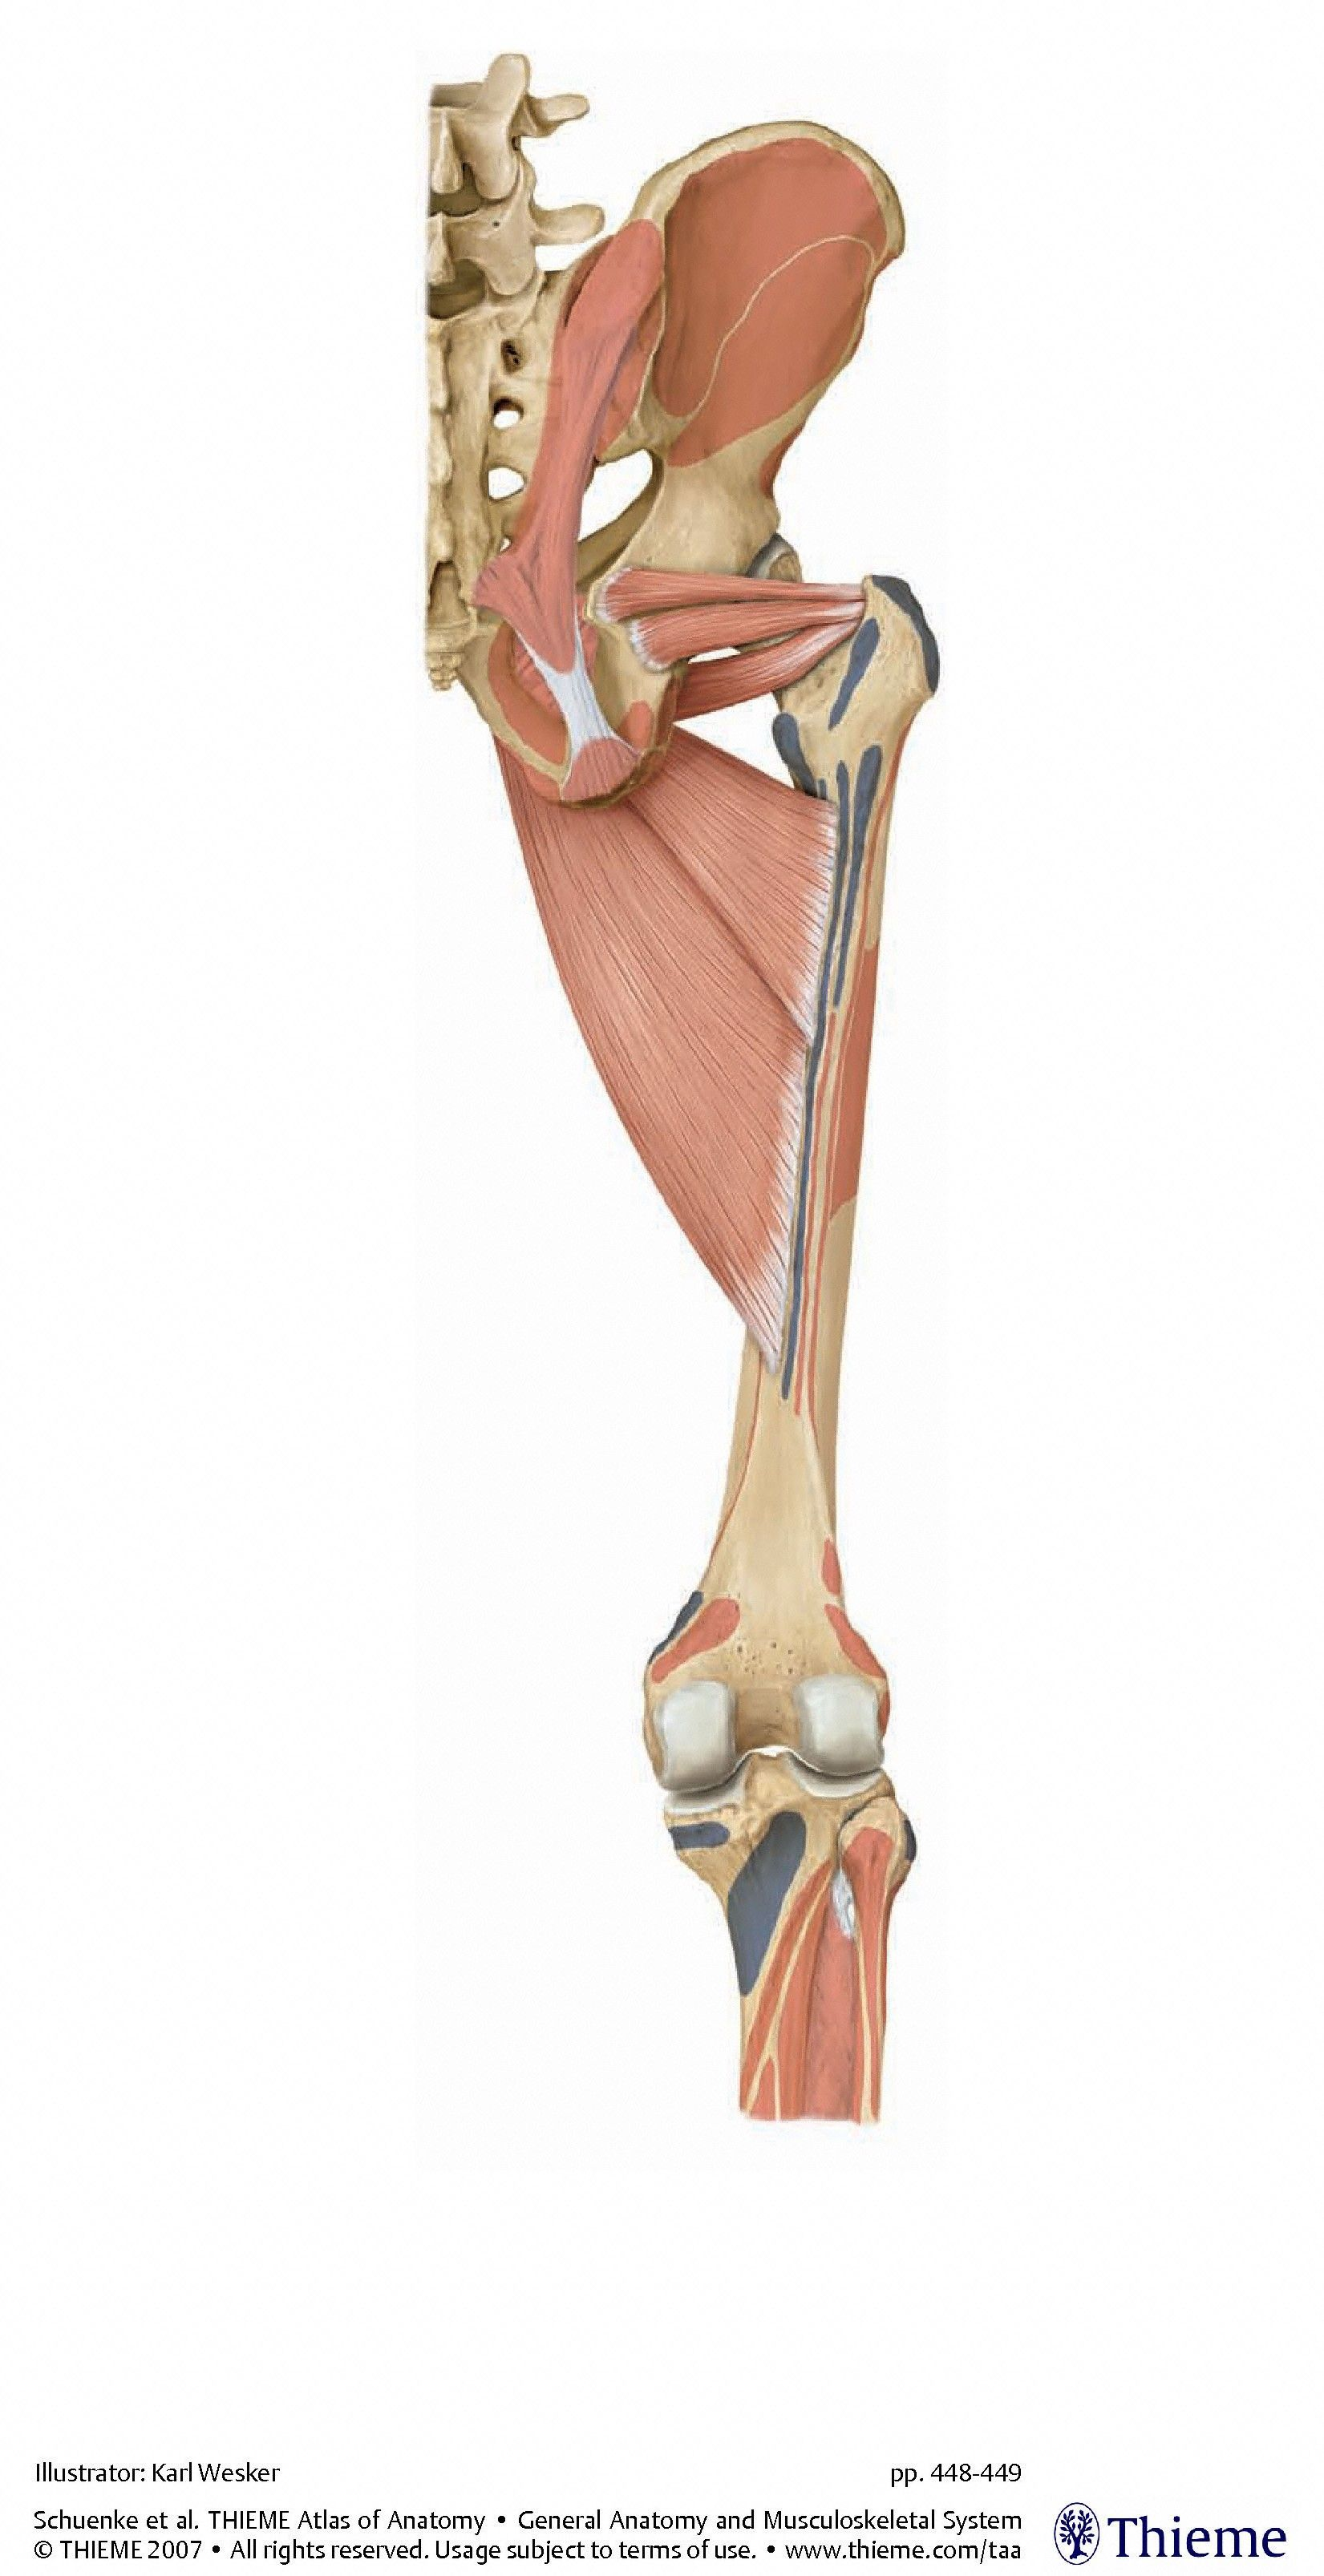 Illustrator: Karl Wesker
pp. 448-449
Schuenke et al. THIEME Atlas of Anatomy • General Anatomy and Musculoskeletal System
© THIEME 2007 • All rights reserved. Usage subject to terms of use. • www.thieme.com/taa
Thieme